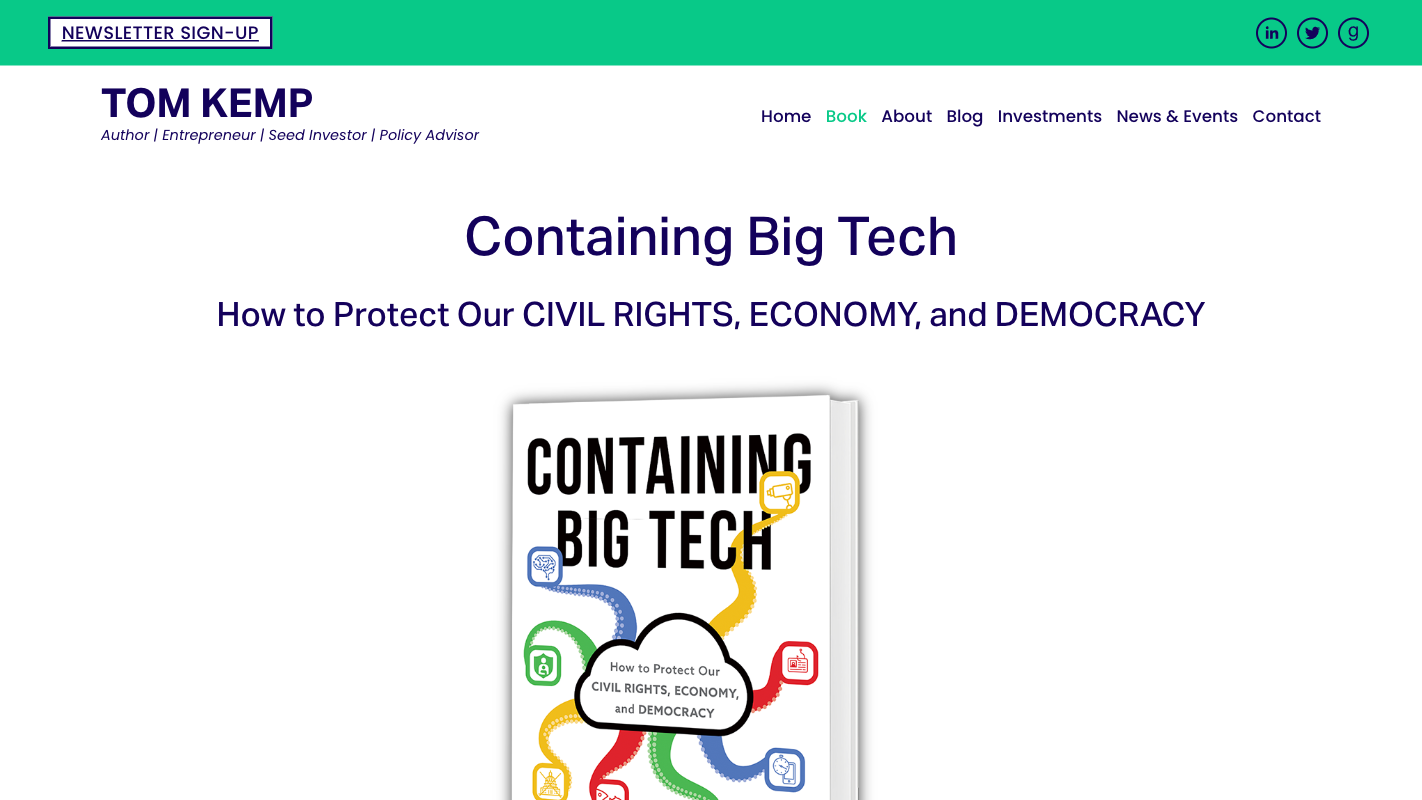 NEWSLETTER SIGN-UP
in
g
TOM KEMP
Author | Entrepreneur | Seed Investor | Policy Advisor
Home Book About Blog Investments News & Events Contact
Containing Big Tech
How to Protect Our CIVIL RIGHTS, ECONOMY, and DEMOCRACY
CONTAINING
BIG TECH
How to Protect Our
CIVIL RIGHTS, ECONOMY,
and DEMOCRACY